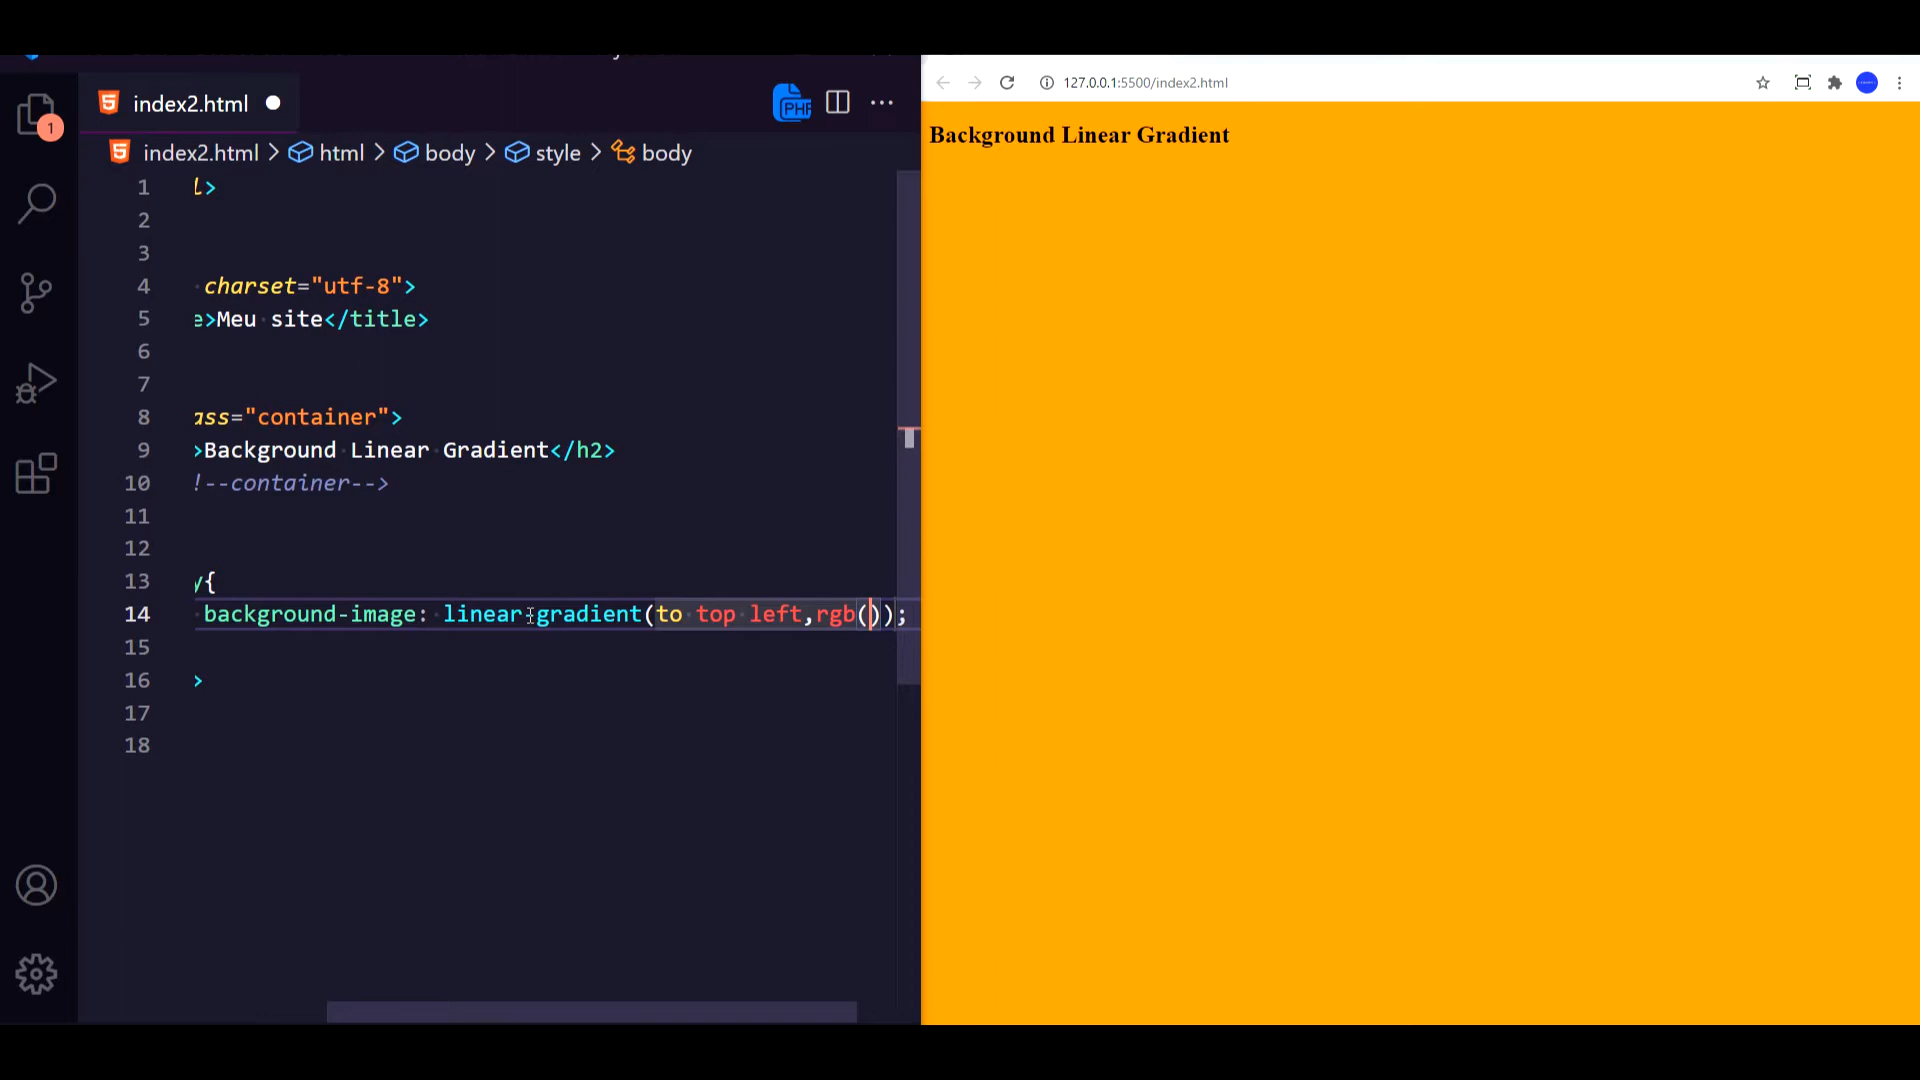 index2.html
PHP
127.0.0.1:5500/index2.html
index2.html > html > body > style > body
Background Linear Gradient
1
1 l>
2
3
4 charset="utf-8">
5 e>Meu site</title>
6
7
8 ass="container">
9 >Background Linear Gradient</h2>
10 !--container-->
11
12
13 y{
14 background-image: linear-gradient(to top left,rgb());
15
16 >
17
18